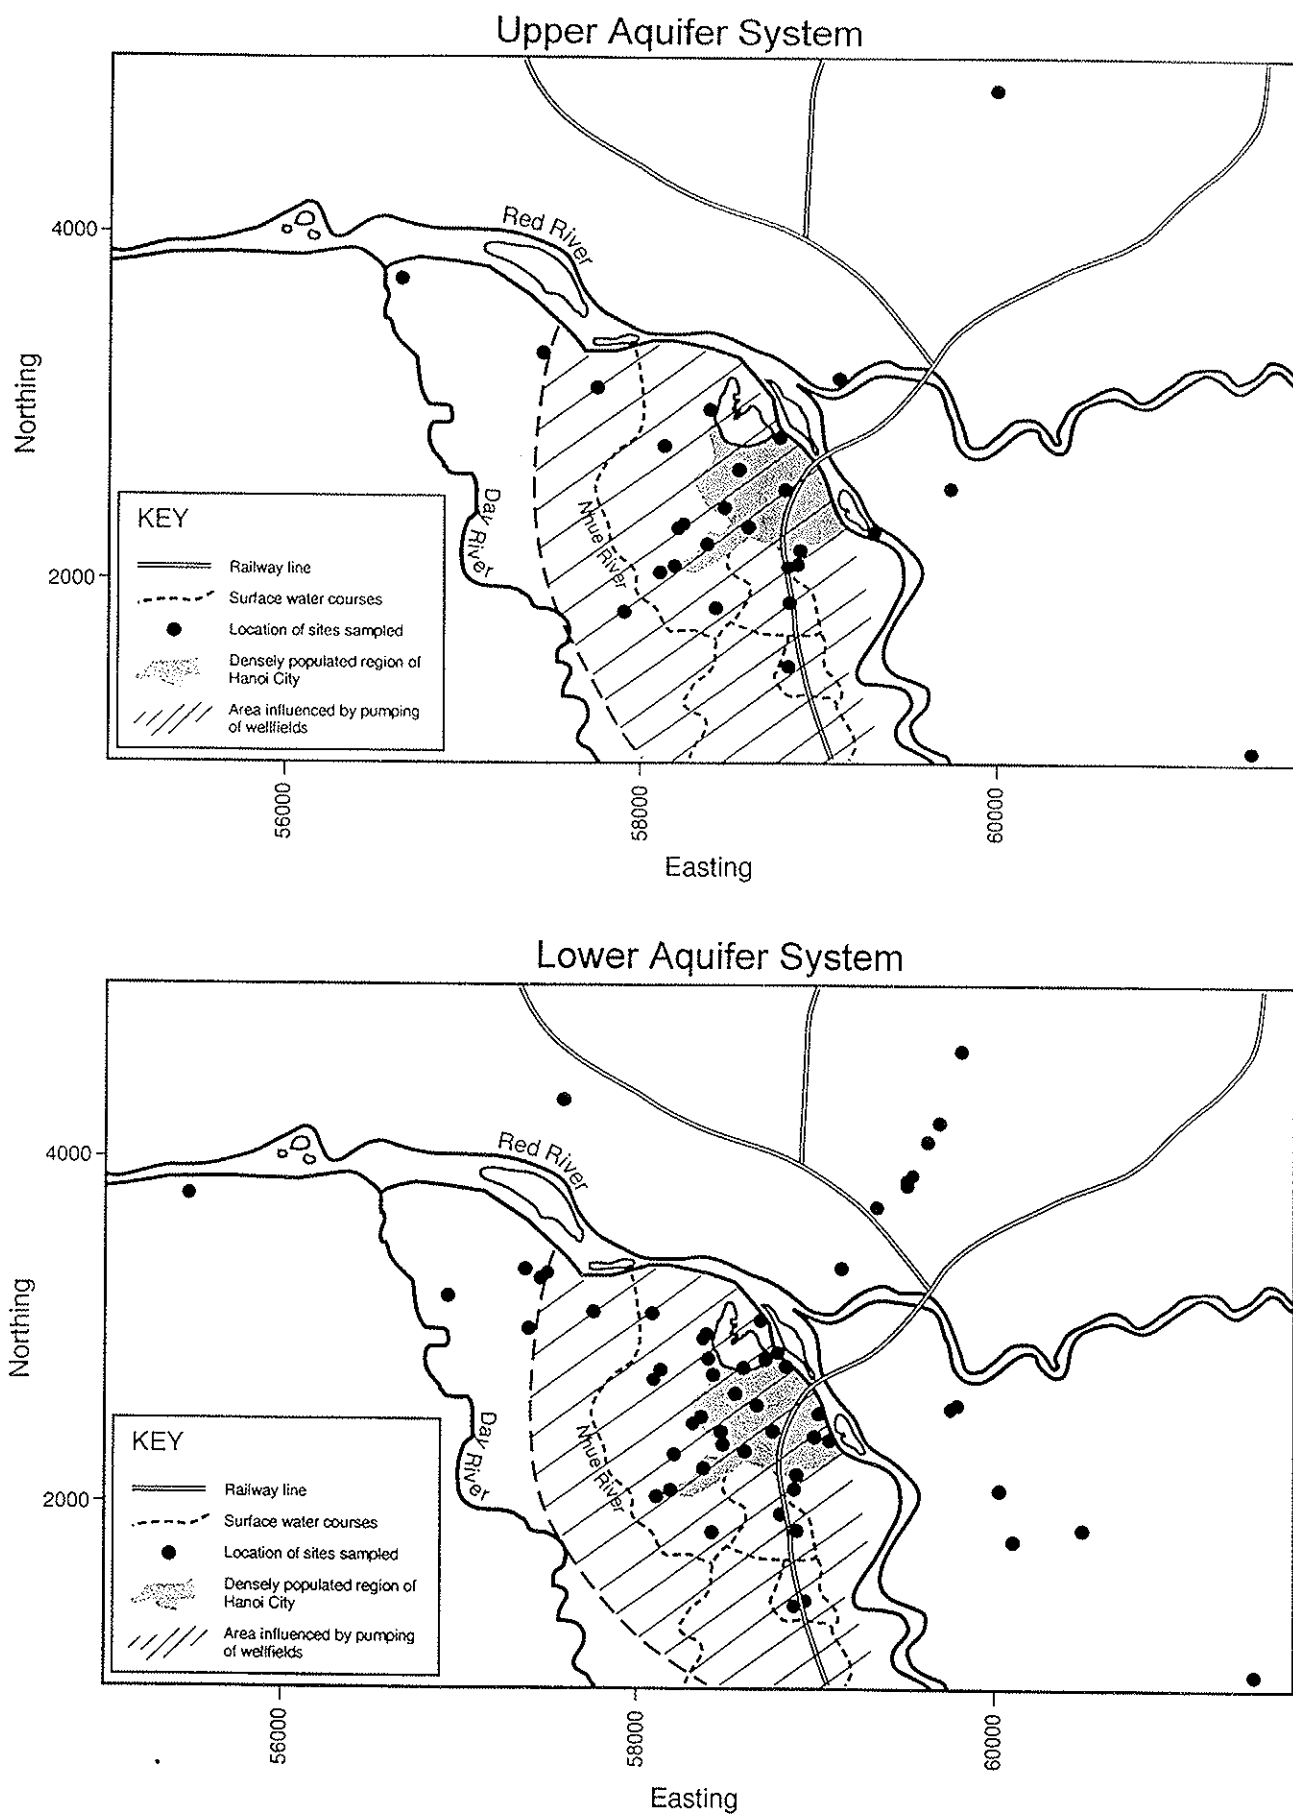 Upper Aquifer System
Red River
4000
Northing
Day River
Nhue River
2000
KEY
Railway line
Surface water courses
Location of sites sampled
Densely populated region of
Hanoi City
Area influenced by pumping
of wellfields
56000
58000
60000
Easting
Lower Aquifer System
Red River
4000
Northing
Day River
Nhue River
2000
KEY
Railway line
Surface water courses
Location of sites sampled
Densely populated region of
Hanoi City
Area influenced by pumping
of wellfields
56000
58000
60000
Easting